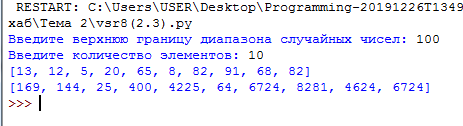 RESTART: C:\Users\USER\Desktop\Programming-20191226T1349
ха6\Тема 2\vsr8(2.3).py
Введите верхнюю границу диапазона случайных чисел: 100
Введите количество элементов: 10
[13, 12, 5, 20, 65, 8, 82, 91, 68, 82]
[169, 144, 25, 400, 4225, 64, 6724, 8281, 4624, 6724]
>>>